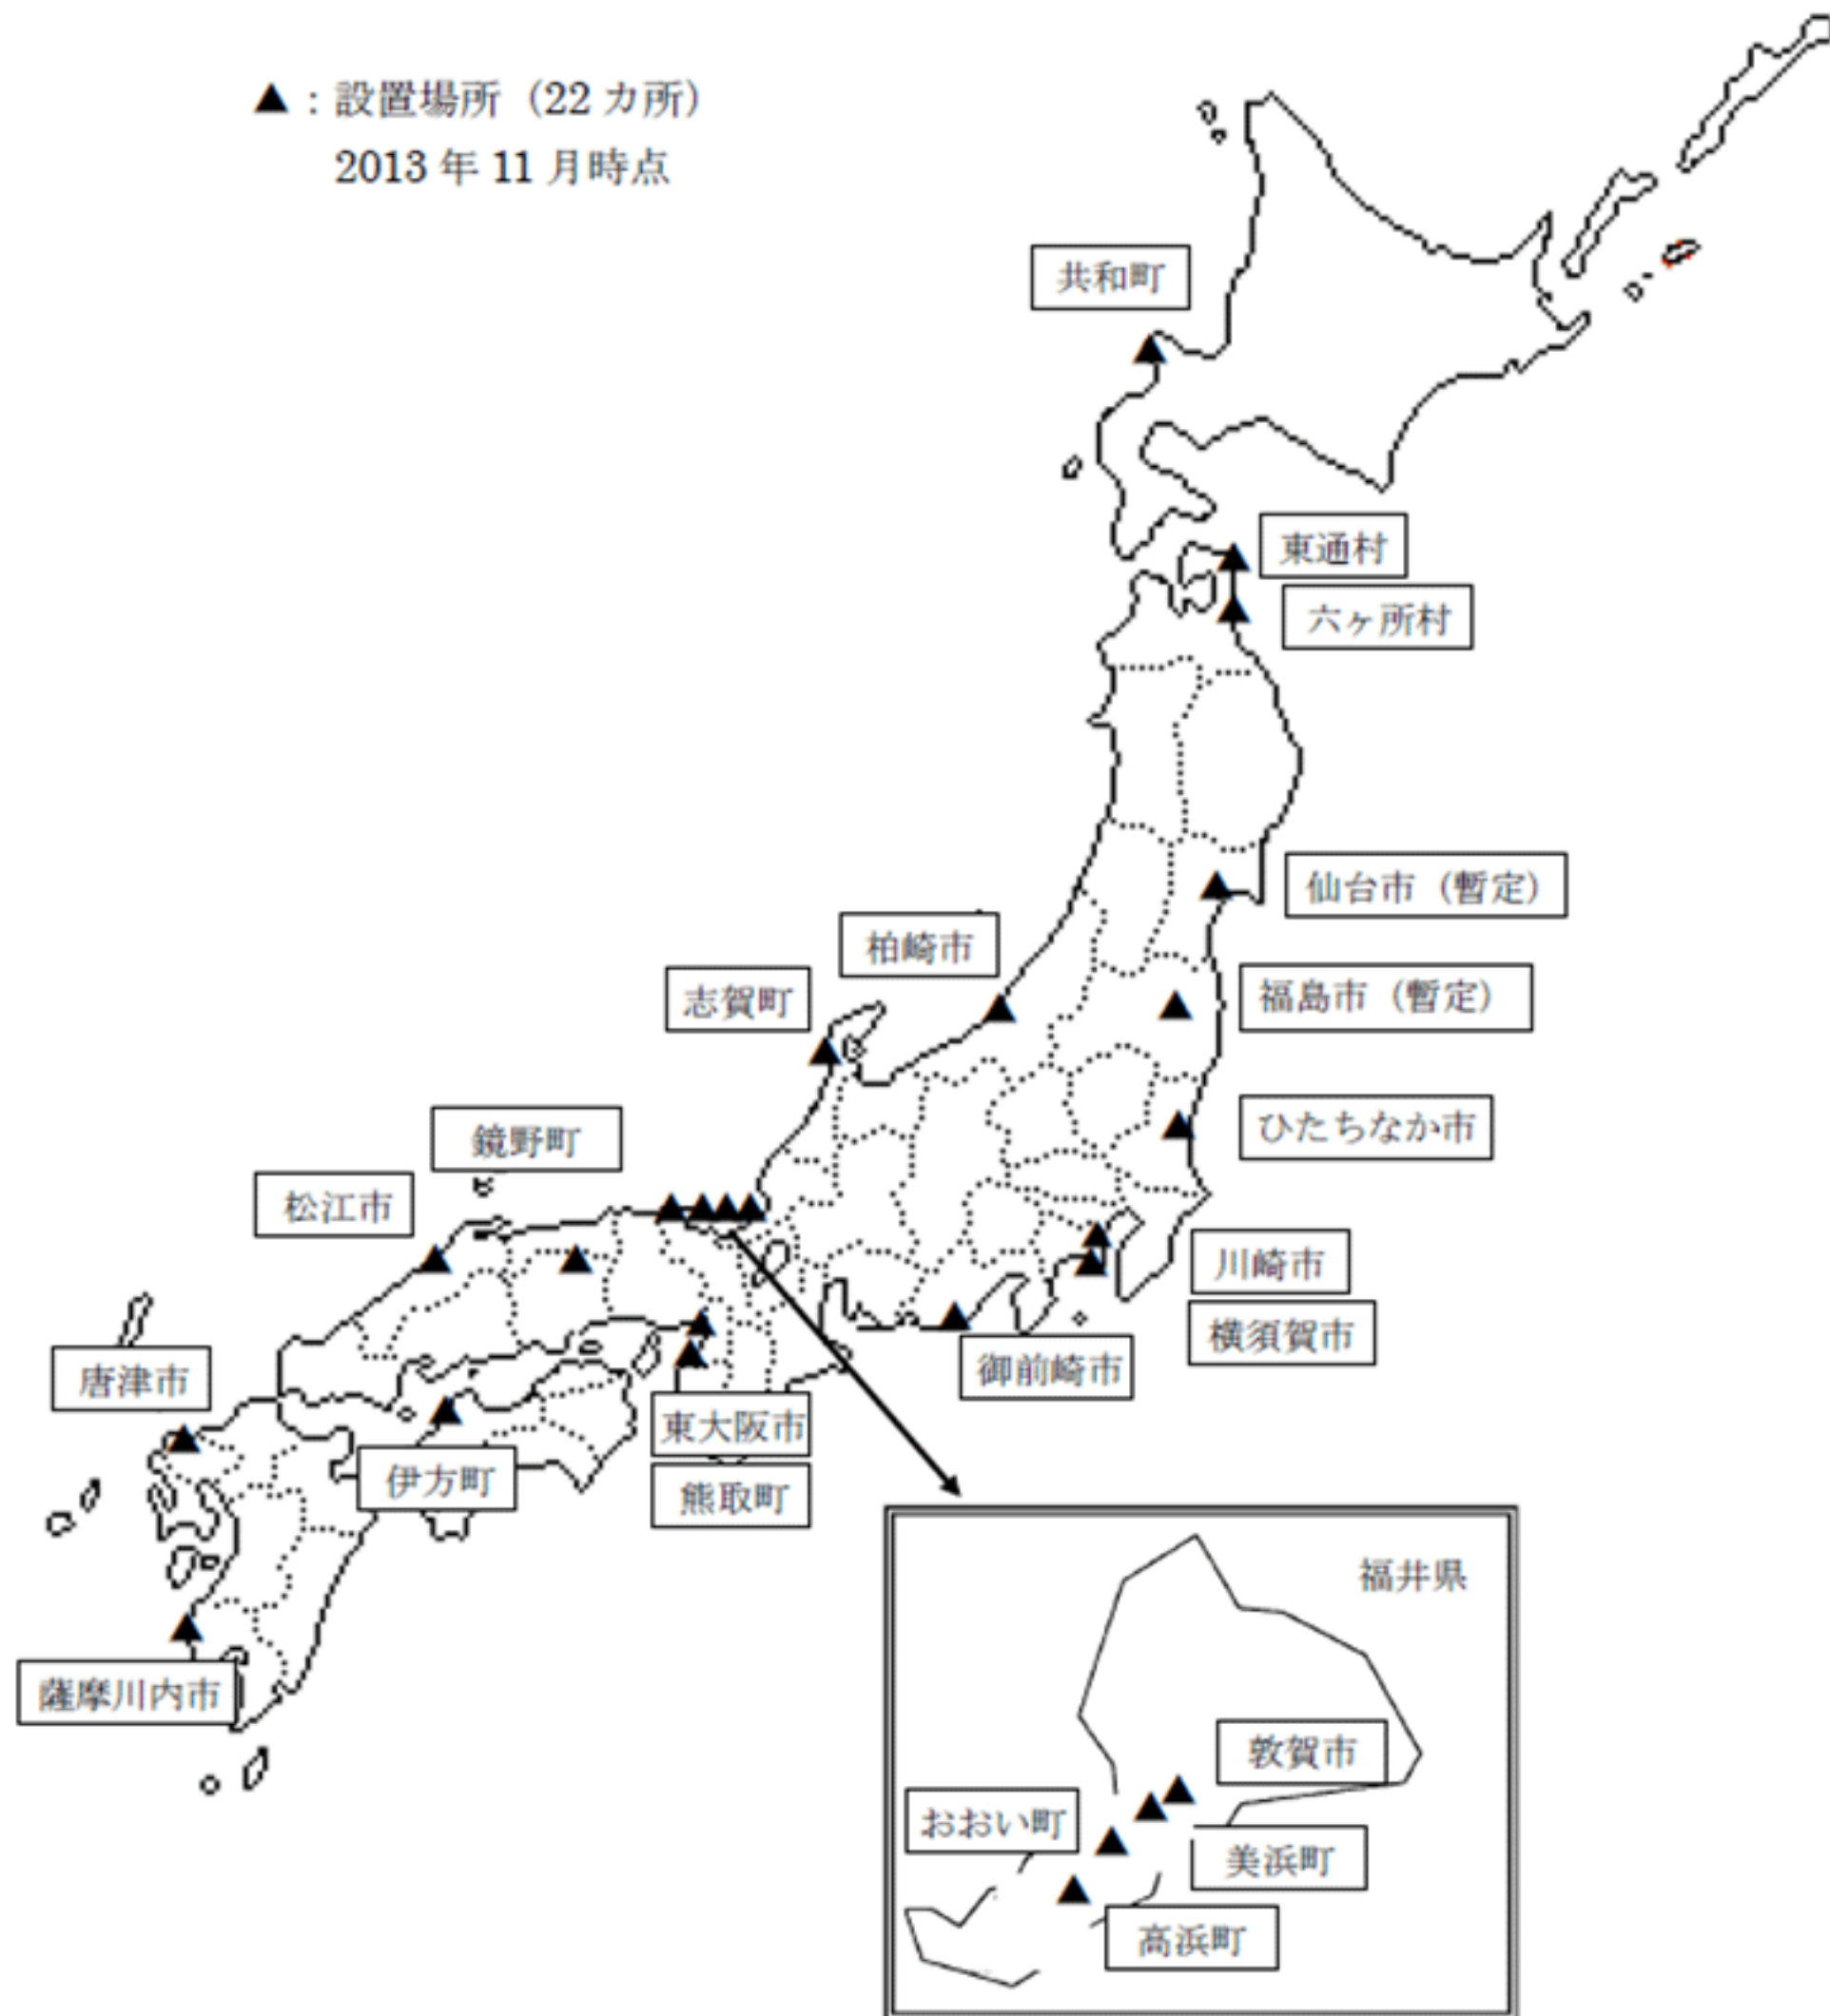 ▲：設置場所（22カ所）
2013年11月時点
共和町
東通村
六ヶ所村
仙台市（暫定）
柏崎市
福島市（暫定）
志賀町
ひたちなか市
鏡野町
松江市
川崎市
横須賀市
御前崎市
唐津市
東大阪市
伊方町
熊取町
薩摩川内市
福井県
敦賀市
おおい町
美浜町
高浜町